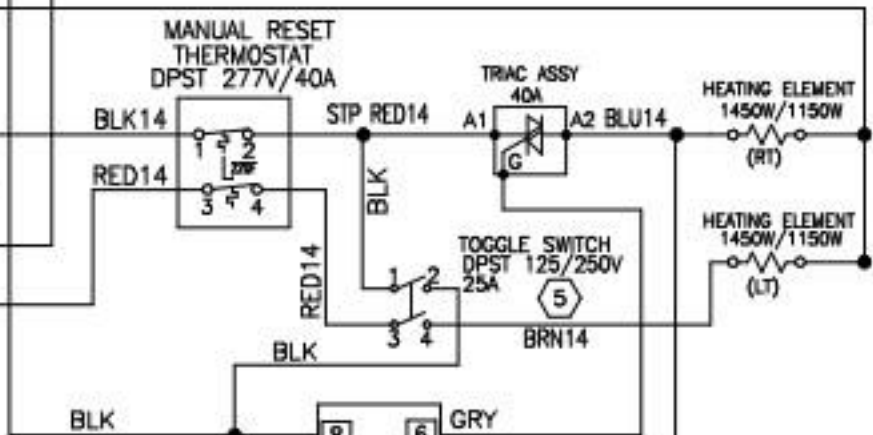 MANUAL RESET
THERMOSTAT
DPST 277V/40A
TRIAC ASSY
40A
HEATING ELEMENT
1450W/1150W
(RT)
BLK14
STP RED14
A1
A2 BLU14
1
2
G
RED14
3
4
BLK
HEATING ELEMENT
1450W/1150W
(LT)
TOGGLE SWITCH
DPST 125/250V
25A
5
RED14
1
2
3
4
BRN14
BLK
BLK
8
6
GRY